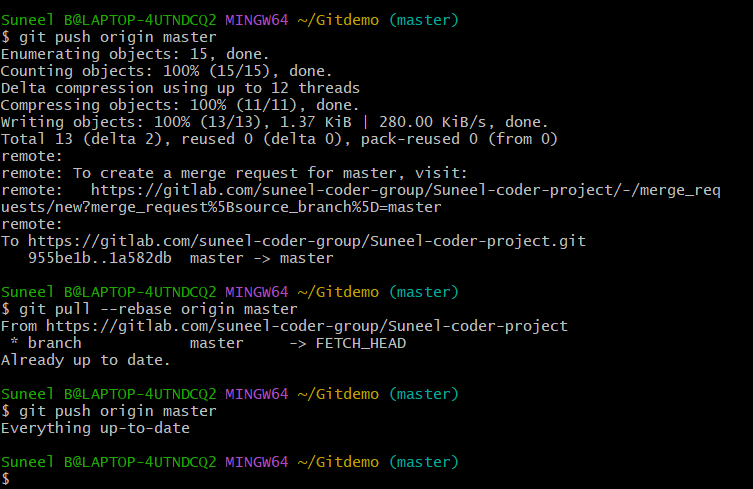 Suneel B@LAPTOP-4UTNDCQ2 MINGW64 ~/Gitdemo (master)
$ git push origin master
Enumerating objects: 15, done.
Counting objects: 100% (15/15), done.
Delta compression using up to 12 threads
Compressing objects: 100% (11/11), done.
Writing objects: 100% (13/13), 1.37 KiB | 280.00 KiB/s, done.
Total 13 (delta 2), reused 0 (delta 0), pack-reused 0 (from 0)
remote:
remote: To create a merge request for master, visit:
remote:   https://gitlab.com/suneel-coder-group/Suneel-coder-project/-/merge_req
uests/new?merge_request%5Bsource_branch%5D=master
remote:
To https://gitlab.com/suneel-coder-group/Suneel-coder-project.git
   955be1b..1a582db  master -> master
Suneel B@LAPTOP-4UTNDCQ2 MINGW64 ~/Gitdemo (master)
$ git pull --rebase origin master
From https://gitlab.com/suneel-coder-group/Suneel-coder-project
 * branch            master     -> FETCH_HEAD
Already up to date.
Suneel B@LAPTOP-4UTNDCQ2 MINGW64 ~/Gitdemo (master)
$ git push origin master
Everything up-to-date
Suneel B@LAPTOP-4UTNDCQ2 MINGW64 ~/Gitdemo (master)
$